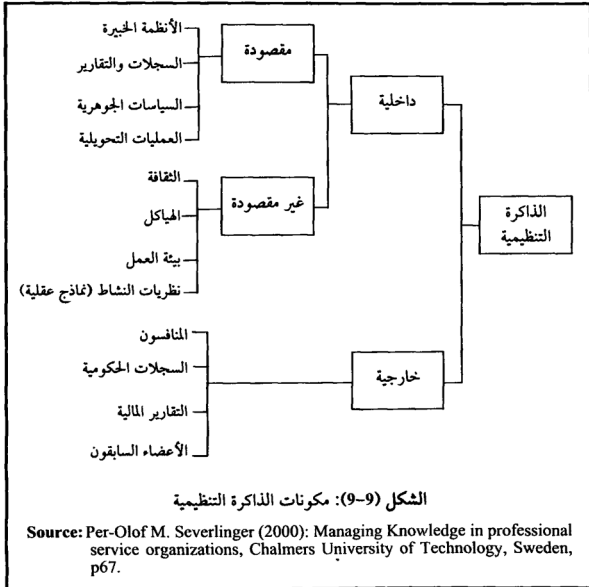 الذاكرة
التنظيمية
داخلية
مقصودة
الأنظمة الخبيرة
السجلات والتقارير
السياسات الجوهرية
العمليات التحويلية
غير مقصودة
الثقافة
الهياكل
بيئة العمل
نظريات النشاط (نماذج عقلية)
خارجية
المنافسون
السجلات الحكومية
التقارير المالية
الأعضاء السابقون
الشكل (9-9): مكونات الذاكرة التنظيمية
Source: Per-Olof M. Severlinger (2000): Managing Knowledge in professional
service organizations, Chalmers University of Technology, Sweden,
p67.